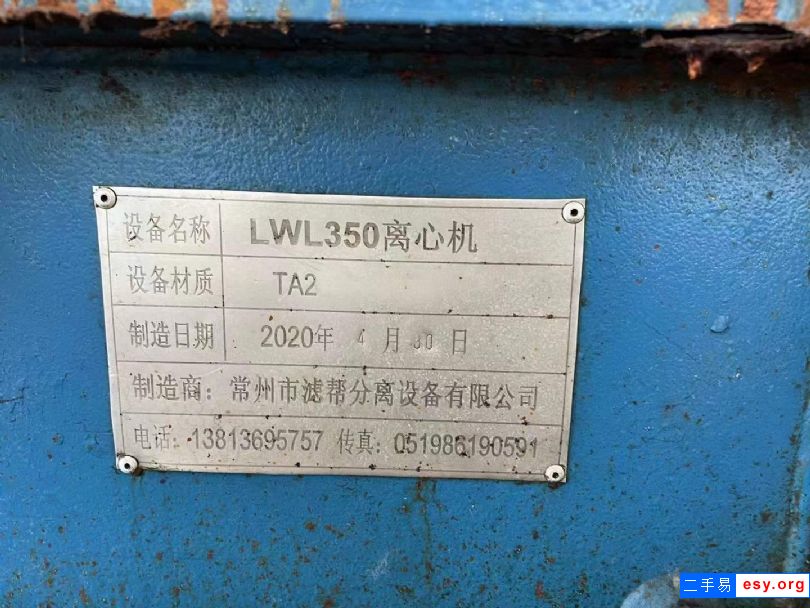 设备名称 LWL350离心机
设备材质 TA2
制造日期 2020年 4 月 30 日
制造商：常州市滤帮分离设备有限公司
电话：13813695757 传真：051986190591
二手易 esy.org